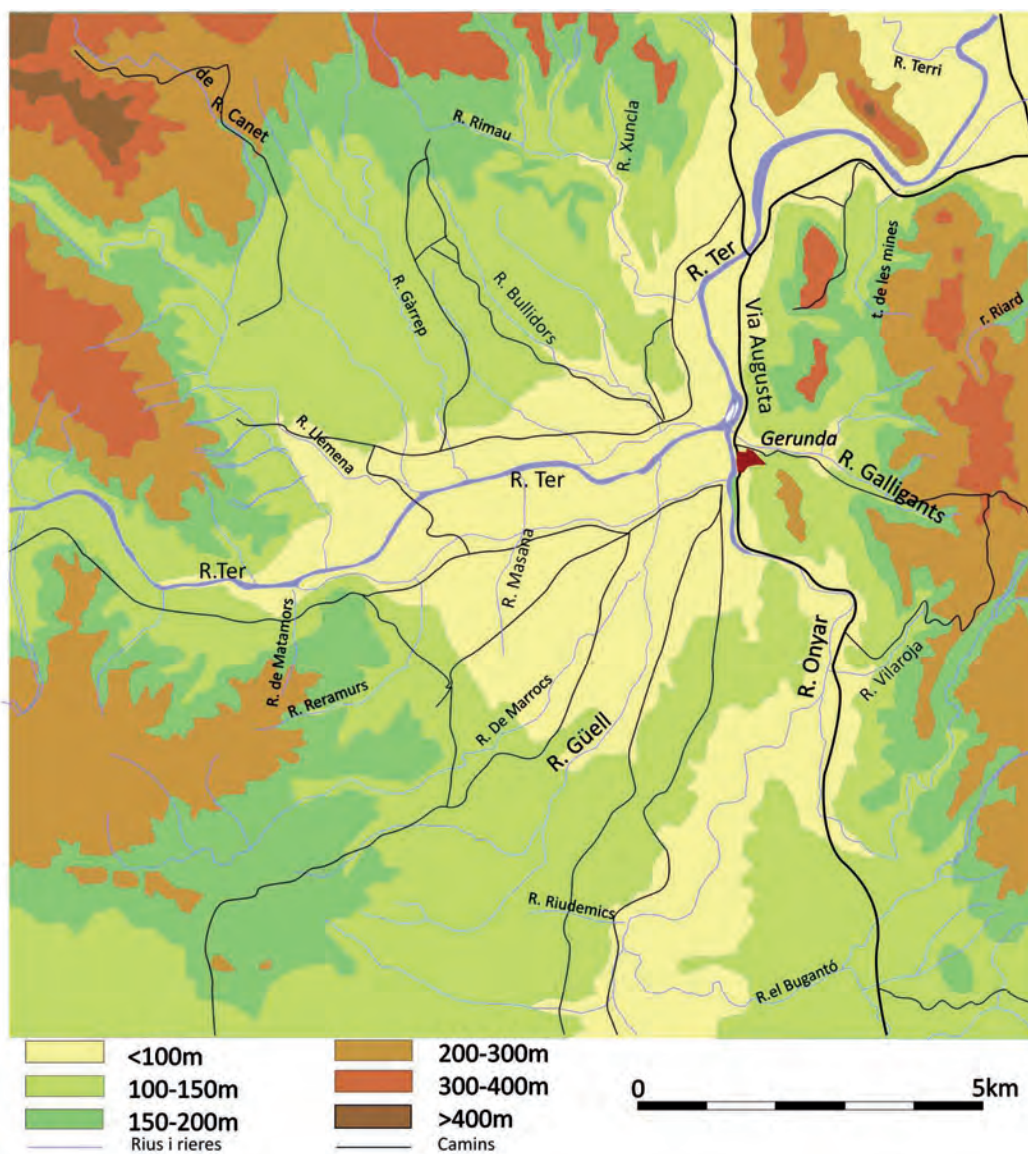 R. Terri
de R. Canet
R. Rimau
R. Xuncla
R. Ter
t. de les mines
r. Riard
R. Gàrrep
R. Bullidors
Via Augusta
R. Llémena
Gerunda
R. Galligants
R. Ter
R. Masana
R.Ter
R. de Matamors
R. Reramurs
R. De Marrocs
R. Güell
R. Onyar
R. Vilaroja
R. Riudemics
R.el Bugantó
<100m
100-150m
150-200m
Rius i rieres
200-300m
300-400m
>400m
Camins
0 5km